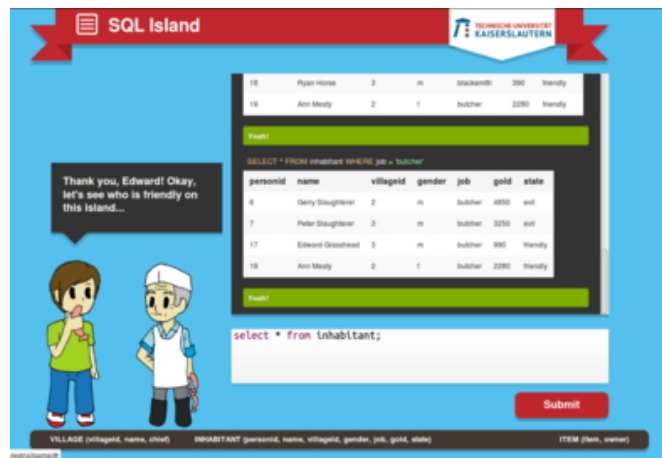 SQL Island
TECHNISCHE UNIVERSITÄT
KAISERSLAUTERN
18 Ryan Horse 3 m blacksmith 390 friendly
19 Ann Meaty 2 f butcher 2280 friendly
Yeah!
SELECT * FROM inhabitant WHERE job = 'butcher'
personid name villageid gender job gold state
6 Gerry Slaughterer 2 m butcher 4850 evil
7 Peter Slaughterer 3 m butcher 3250 evil
17 Edward Grasshead 3 m butcher 990 friendly
19 Ann Meaty 2 f butcher 2280 friendly
Yeah!
Thank you, Edward! Okay,
let's see who is friendly on
this island...
select * from inhabitant;
Submit
VILLAGE (villageid, name, chief) INHABITANT (personid, name, villageid, gender, job, gold, state) ITEM (item, owner)